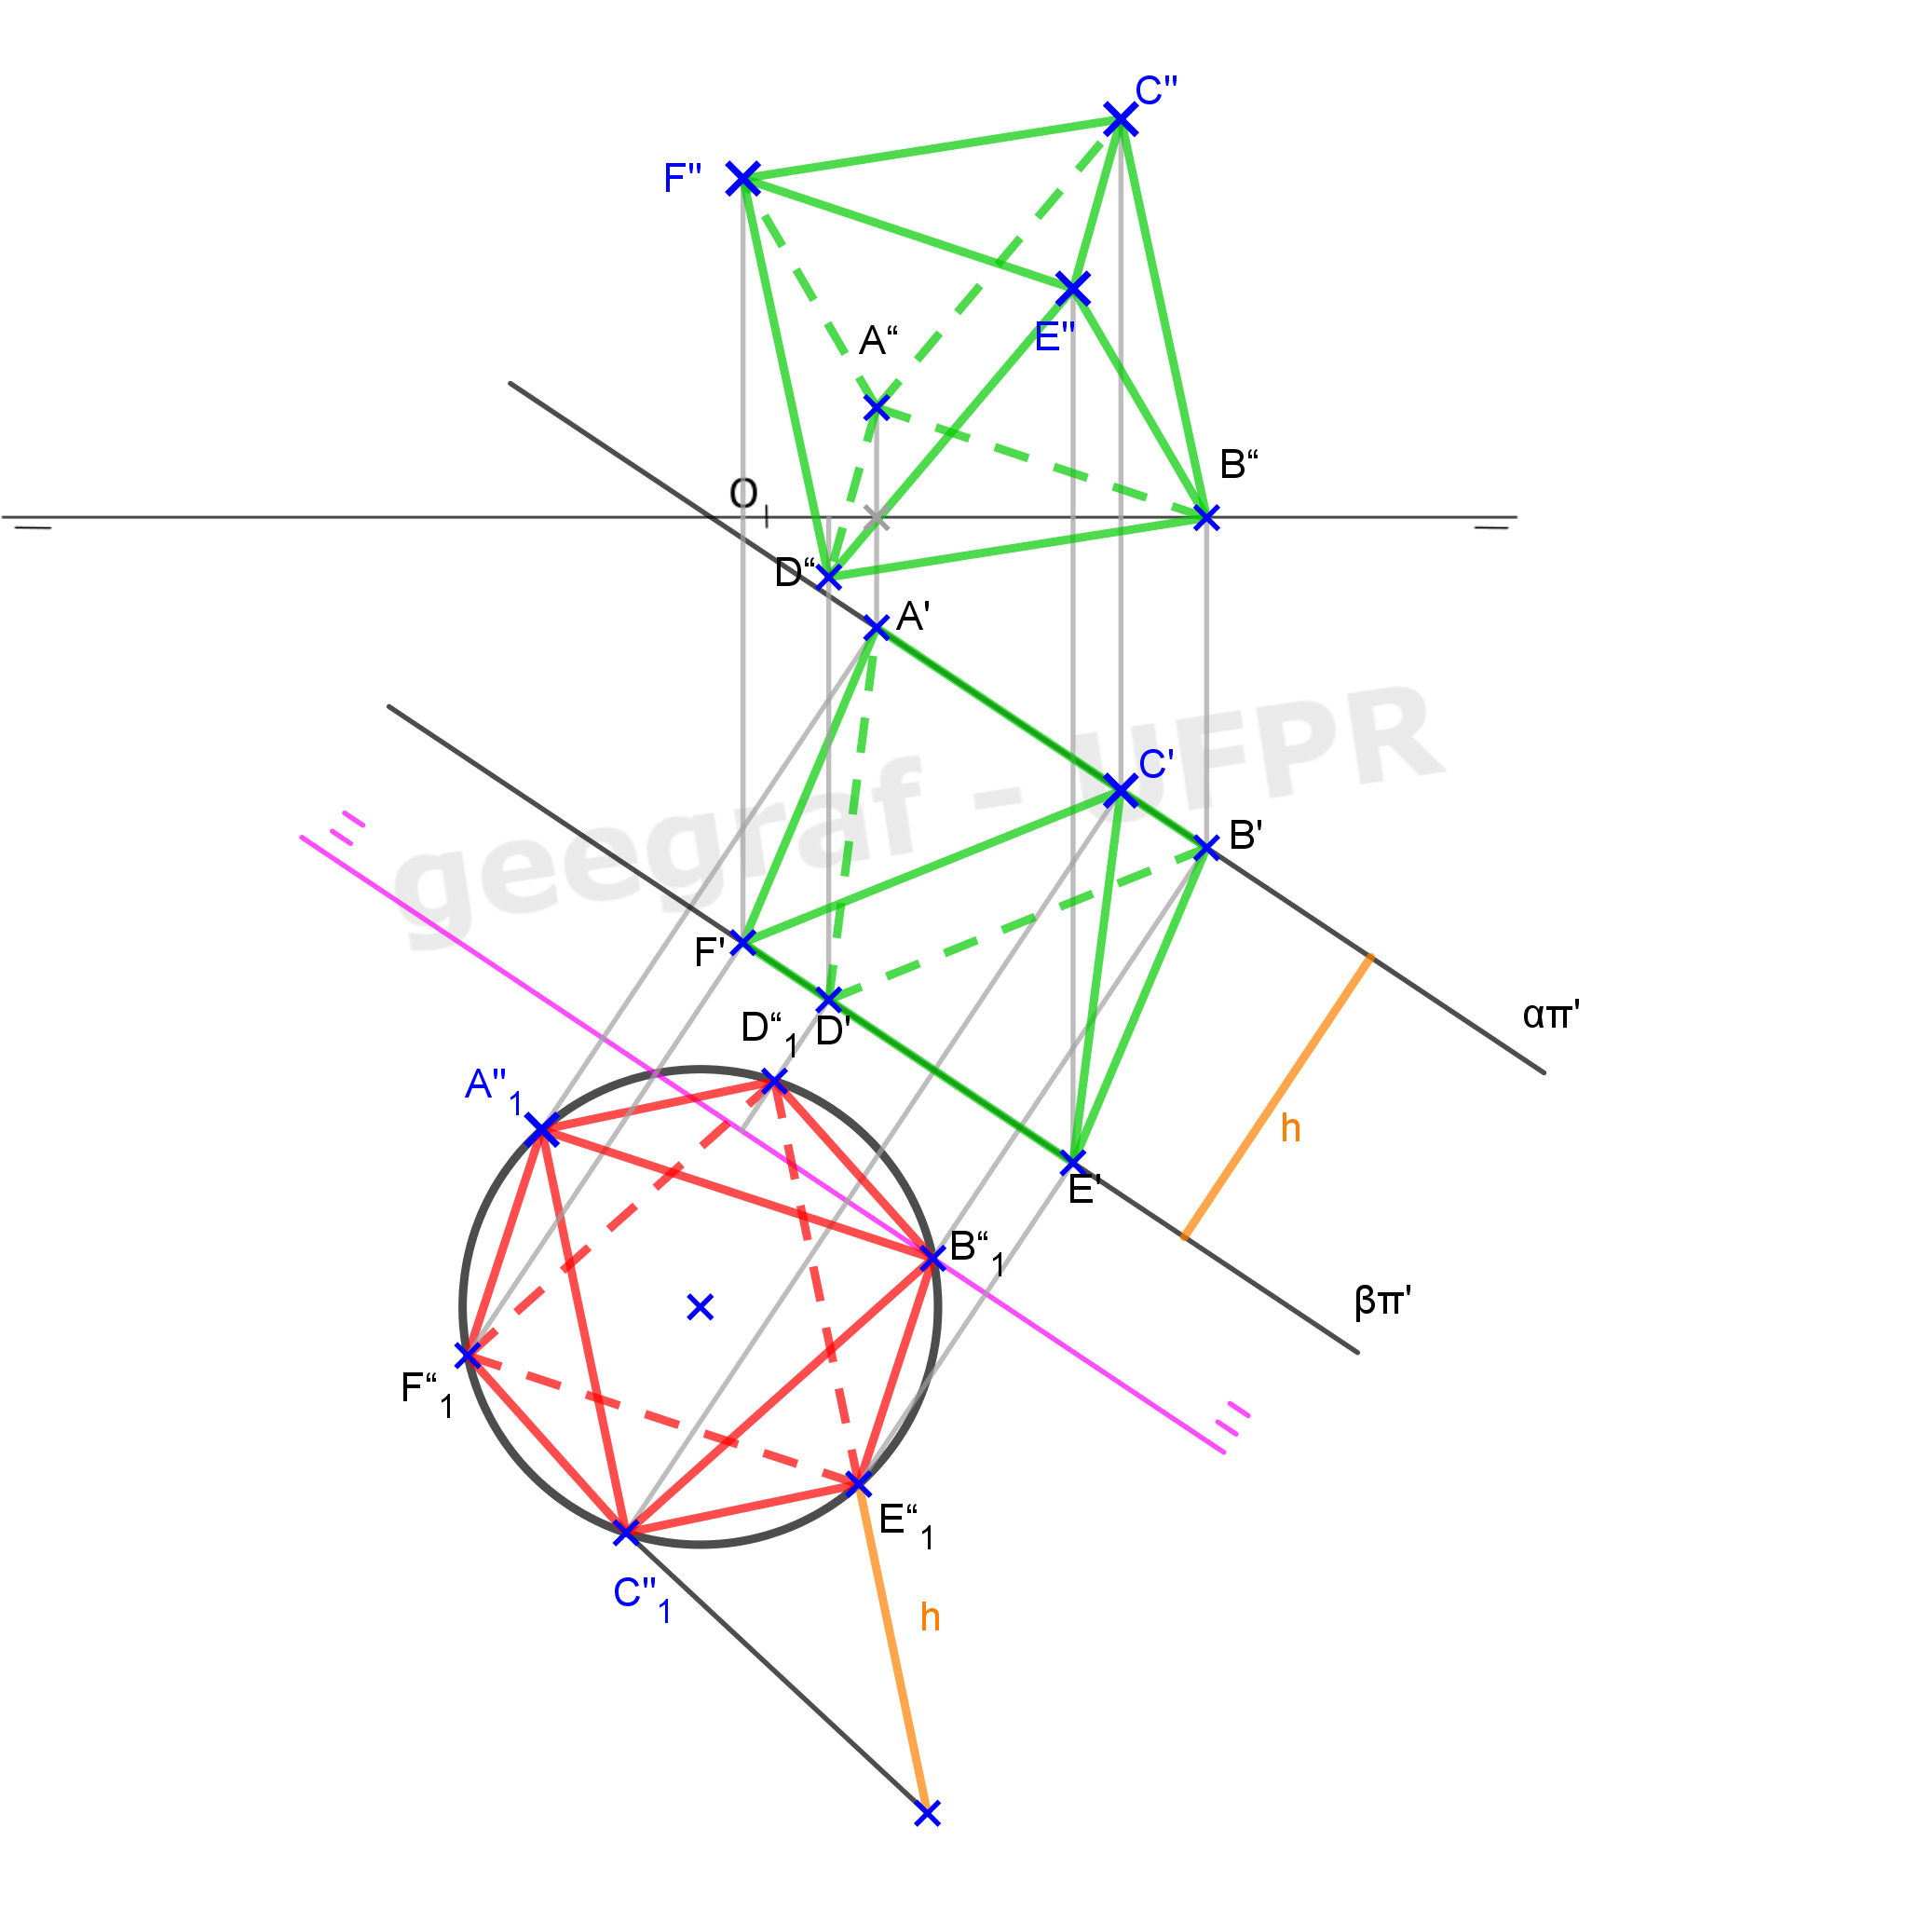 C"
F"
E"
A“
B“
O
D“
A'
geegraf - UFPR
C'
B'
F'
απ'
D“1
D'
A"1
h
E'
B“1
βπ'
F“1
E“1
C"1
h